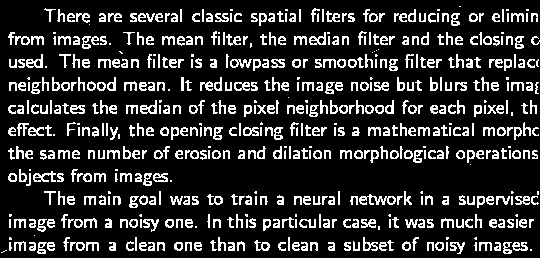 There are several classic spatial filters for reducing or elimin
from images. The mean filter, the median filter and the closing
used. The mean filter is a lowpass or smoothing filter that replac
neighborhood mean. It reduces the image noise but blurs the imag
calculates the median of the pixel neighborhood for each pixel, th
effect. Finally, the opening closing filter is a mathematical morpho
the same number of erosion and dilation morphological operations
objects from images.
The main goal was to train a neural network in a supervised
image from a noisy one. In this particular case, it was much easier
image from a clean one than to clean a subset of noisy images.